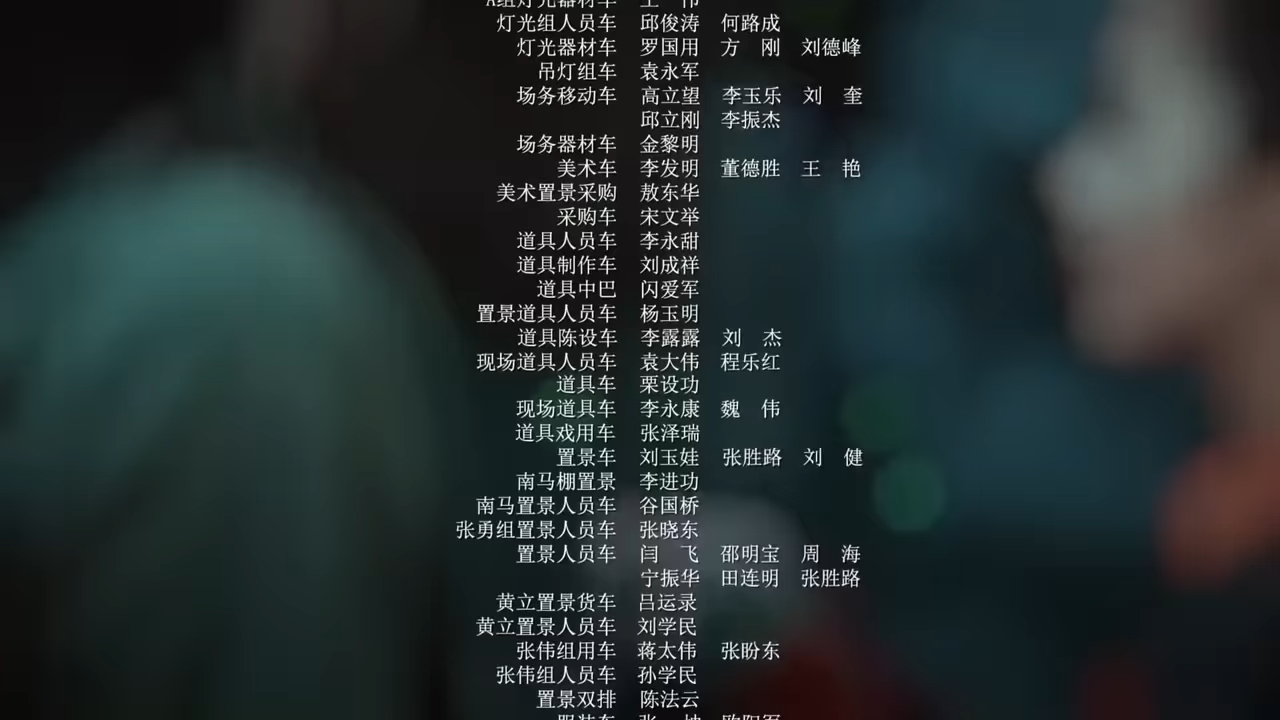 灯光组人员车 邱俊涛 何路成
灯光器材车 罗国用 方 刚 刘德峰
吊灯组车 袁永军
场务移动车 高立望 李玉乐 刘 奎
邱立刚 李振杰
场务器材车 金黎明
美术车 李发明 董德胜 王 艳
美术置景采购 敖东华
采购车 宋文举
道具人员车 李永甜
道具制作车 刘成祥
道具中巴 闪爱军
置景道具人员车 杨玉明
道具陈设车 李露露 刘 杰
现场道具人员车 袁大伟 程乐红
道具车 栗设功
现场道具车 李永康 魏 伟
道具戏用车 张泽瑞
置景车 刘玉娃 张胜路 刘 健
南马棚置景 李进功
南马置景人员车 谷国桥
张勇组置景人员车 张晓东
置景人员车 闫 飞 邵明宝 周 海
宁振华 田连明 张胜路
黄立置景货车 吕运录
黄立置景人员车 刘学民
张伟组用车 蒋太伟 张盼东
张伟组人员车 孙学民
置景双排 陈法云